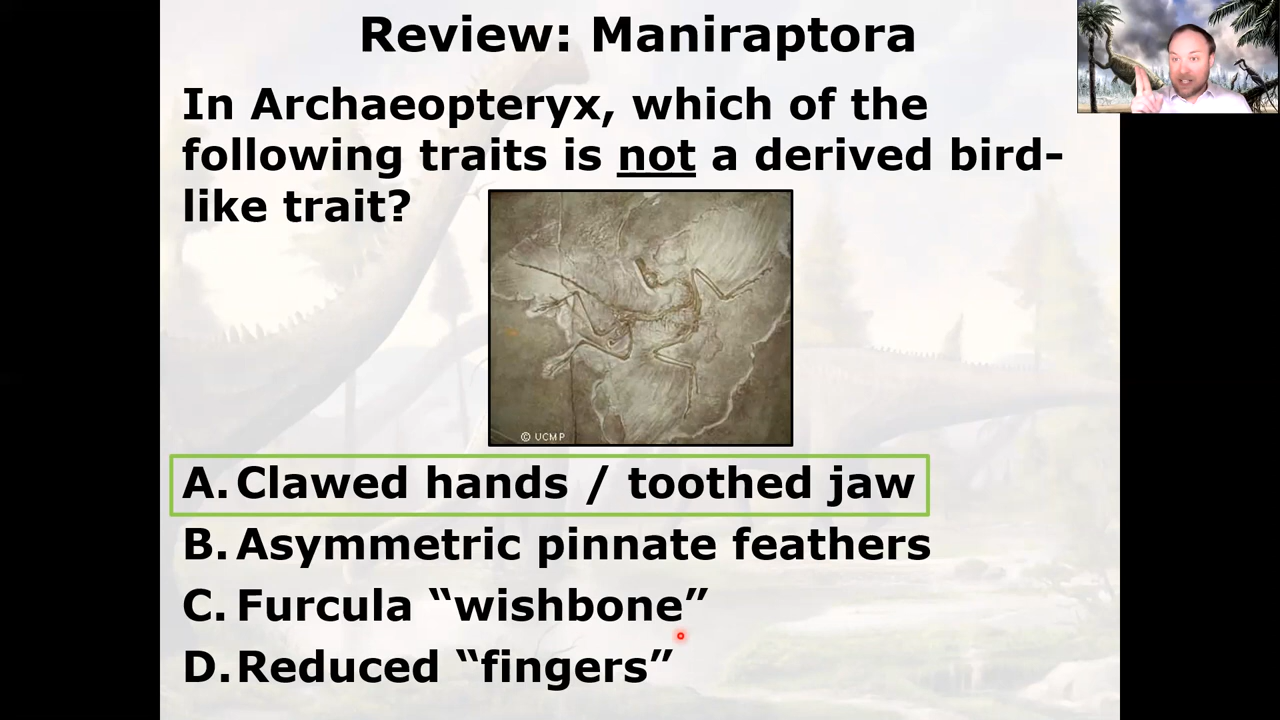 Review: Maniraptora
In Archaeopteryx, which of the
following traits is not a derived bird-
like trait?
© UCMP
A. Clawed hands / toothed jaw
B. Asymmetric pinnate feathers
C. Furcula “wishbone”
D. Reduced “fingers”